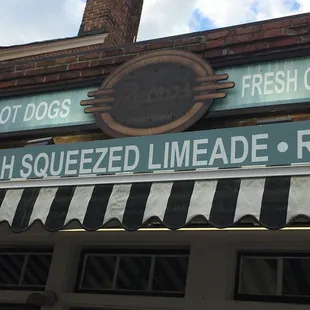 OT DOGS
FRESH
H SQUEEZED LIMEADE • R